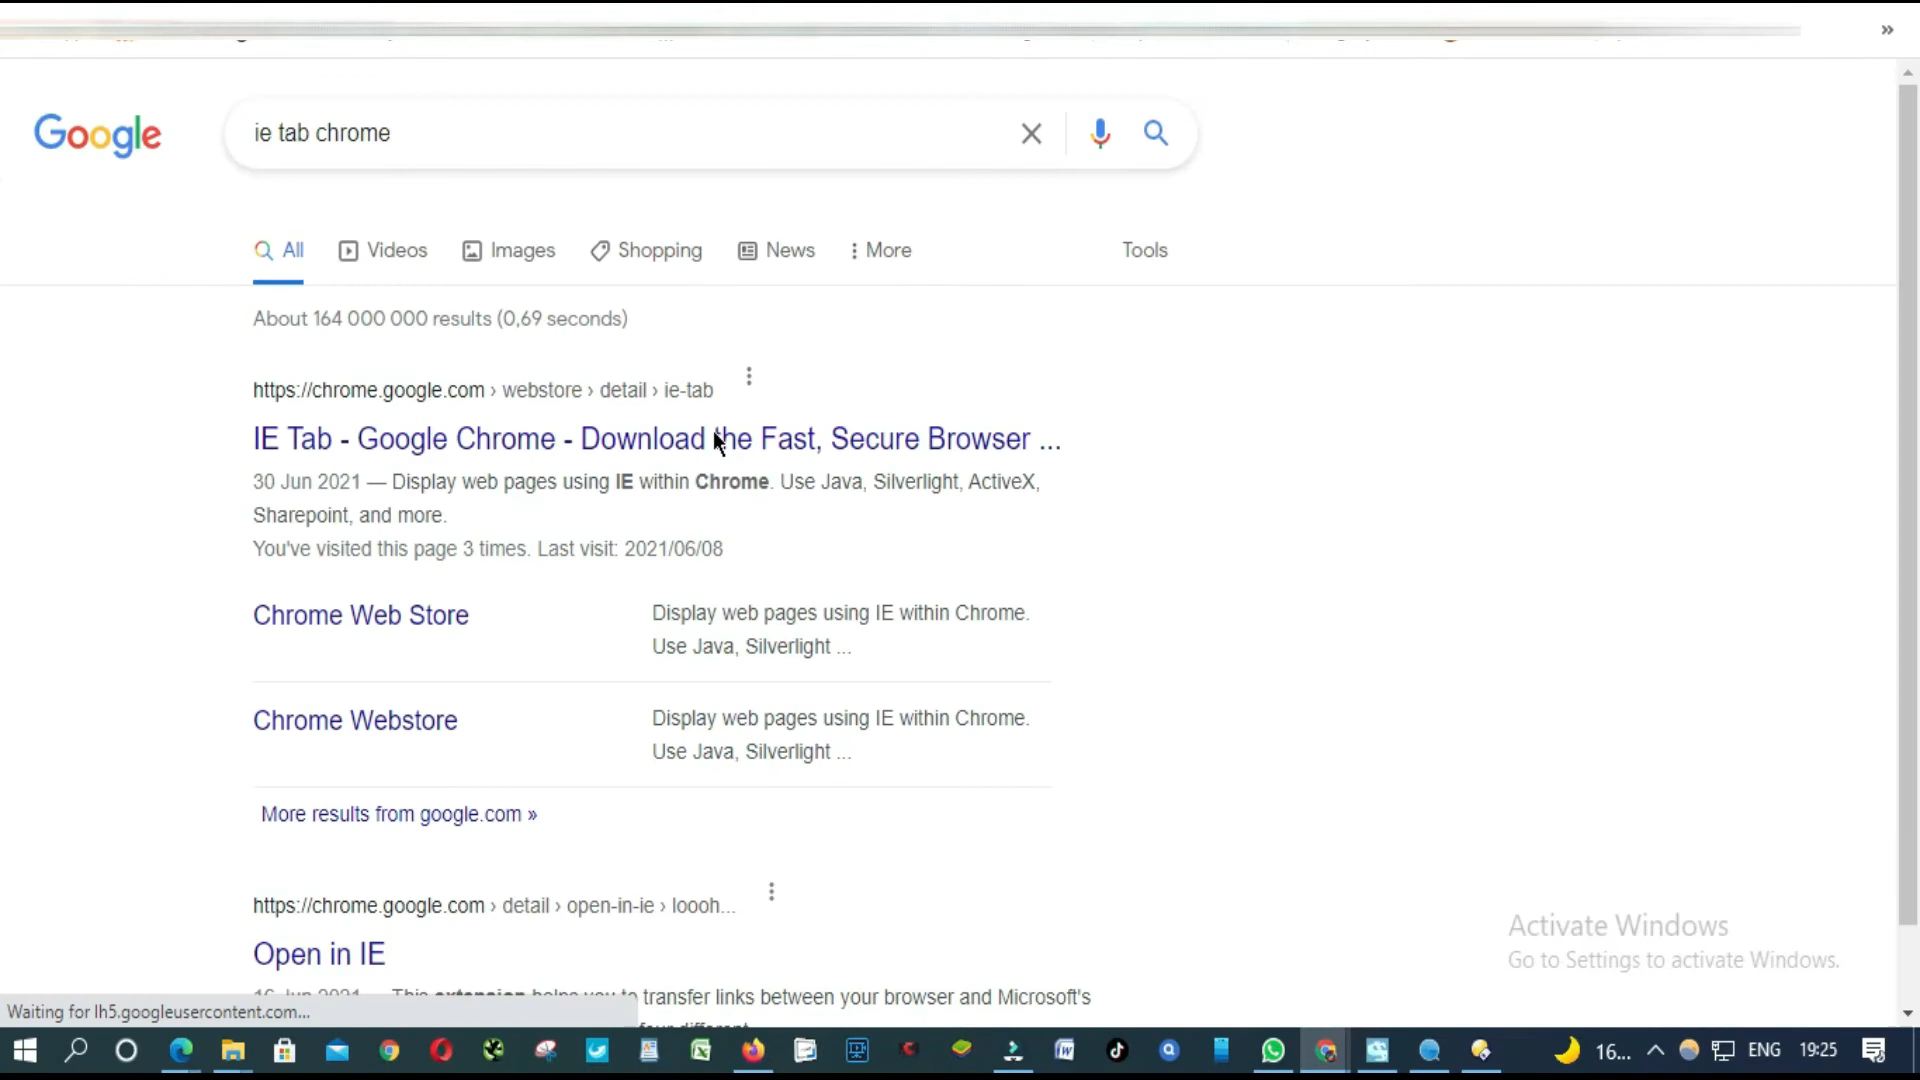 »
Google
ie tab chrome
All
Videos
Images
Shopping
News
More
Tools
About 164 000 000 results (0,69 seconds)
https://chrome.google.com › webstore › detail › ie-tab
IE Tab - Google Chrome - Download the Fast, Secure Browser ...
30 Jun 2021 — Display web pages using IE within Chrome. Use Java, Silverlight, ActiveX,
Sharepoint, and more.
You've visited this page 3 times. Last visit: 2021/06/08
Chrome Web Store
Display web pages using IE within Chrome.
Use Java, Silverlight ...
Chrome Webstore
Display web pages using IE within Chrome.
Use Java, Silverlight ...
More results from google.com »
https://chrome.google.com › detail › open-in-ie › loooh...
Open in IE
16 Jun 2021 — This extension helps you to transfer links between your browser and Microsoft's
four different
Activate Windows
Go to Settings to activate Windows.
Waiting for lh5.googleusercontent.com...
16...
ENG
19:25